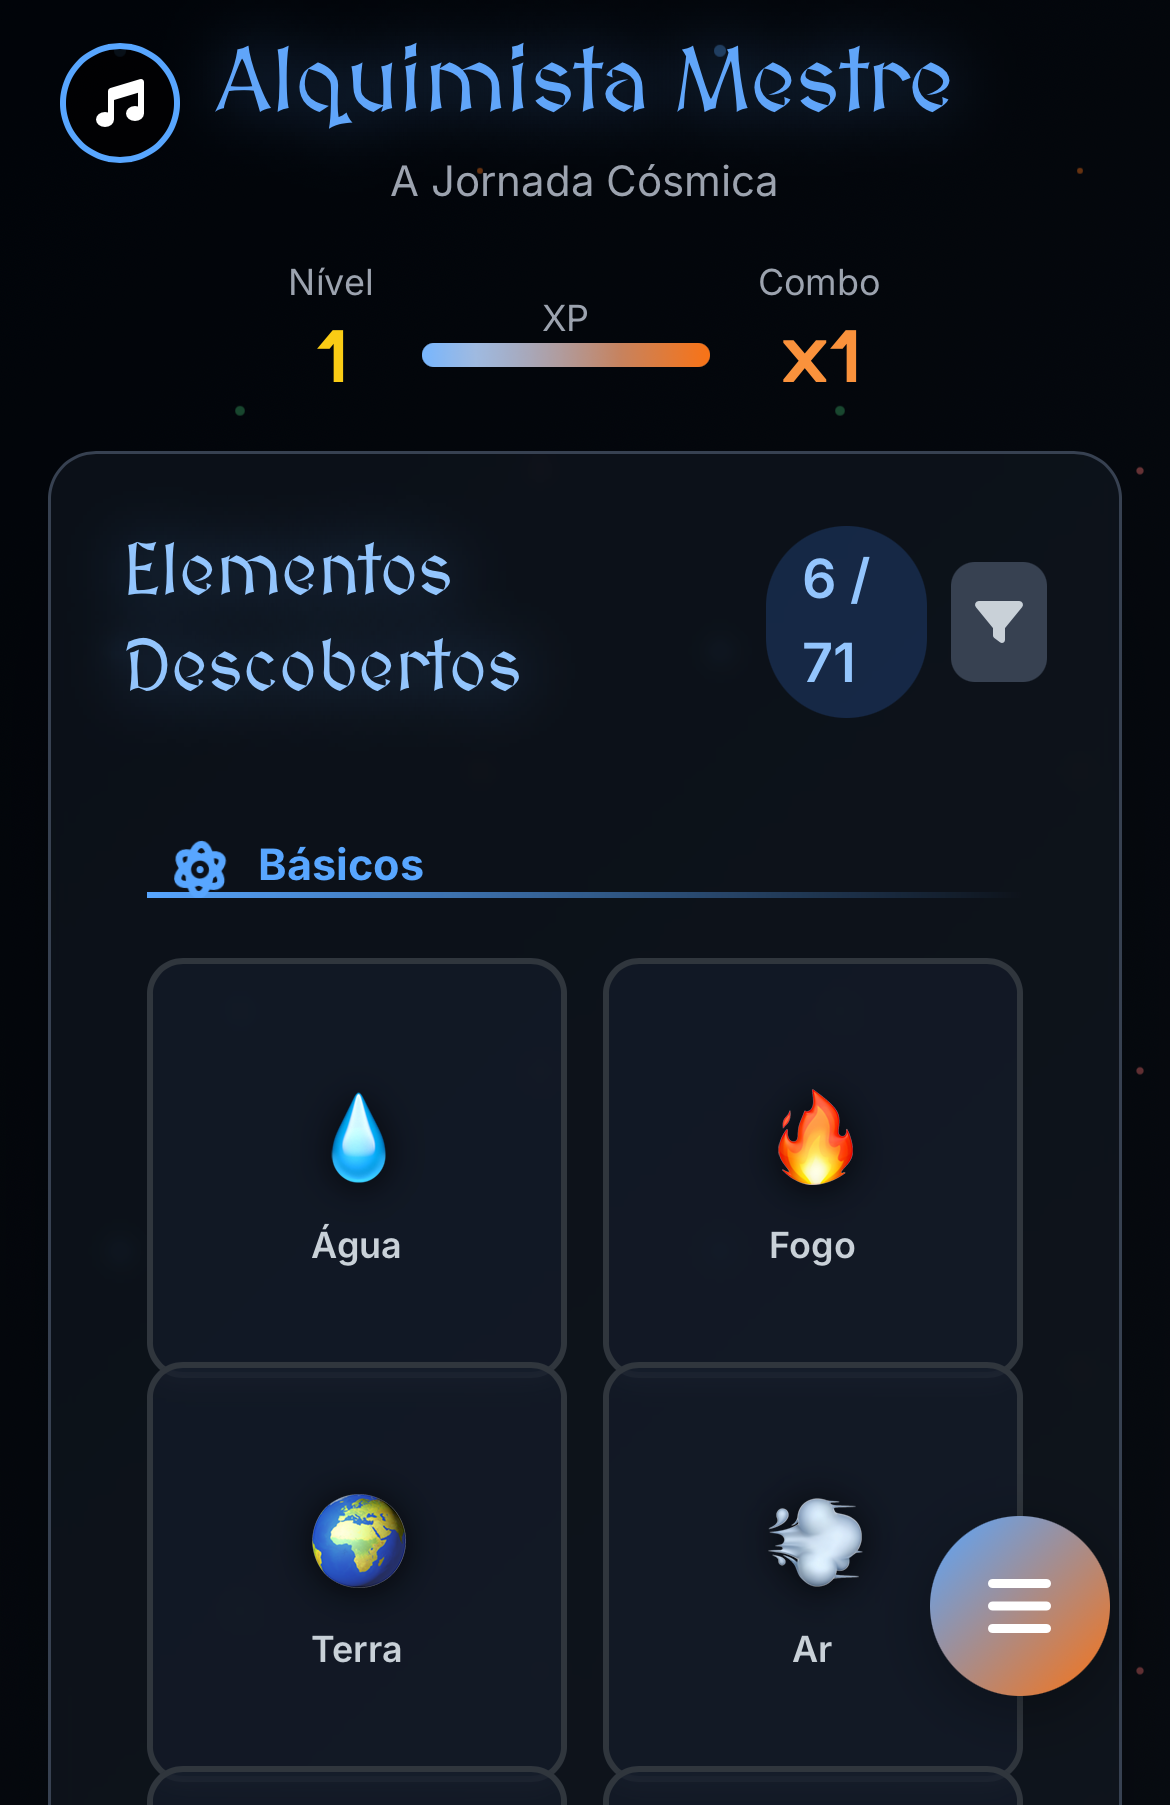 Alquimista Mestre
A Jornada Cósmica
Nível
XP
Combo
1
x1
Elementos
Descobertos
6 /
71
Básicos
Água
Fogo
Terra
Ar